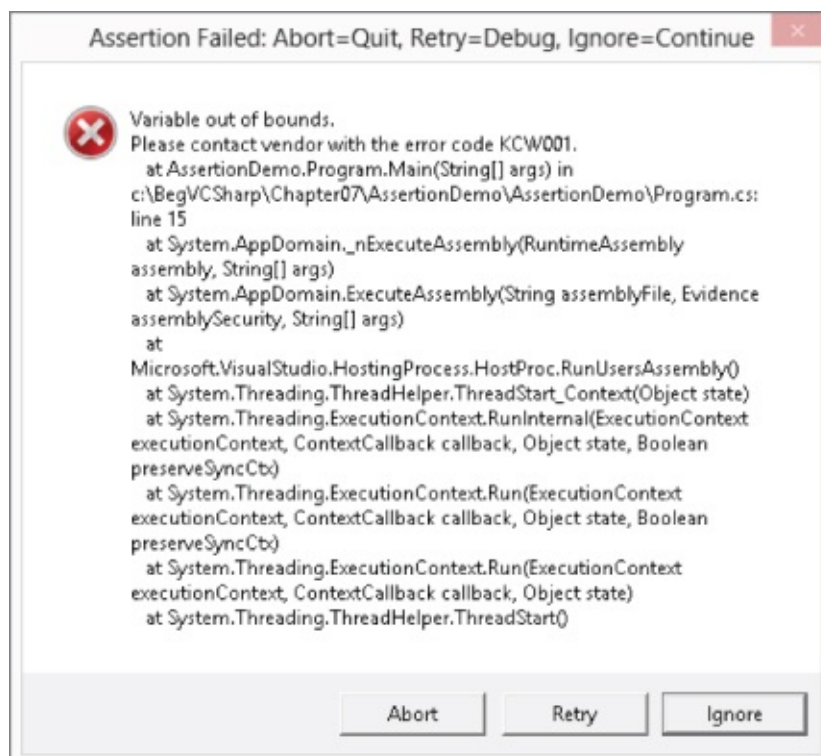 Assertion Failed: Abort=Quit, Retry=Debug, Ignore=Continue
Variable out of bounds.
Please contact vendor with the error code KCW001.
at AssertionDemo.Program.Main(String[] args) in
c:\BegVCSharp\Chapter07\AssertionDemo\AssertionDemo\Program.cs:
line 15
at System.AppDomain._nExecuteAssembly(RuntimeAssembly
assembly, String[] args)
at System.AppDomain.ExecuteAssembly(String assemblyFile, Evidence
assemblySecurity, String[] args)
at
Microsoft.VisualStudio.HostingProcess.HostProc.RunUsersAssembly()
at System.Threading.ThreadHelper.ThreadStart_Context(Object state)
at System.Threading.ExecutionContext.RunInternal(ExecutionContext
executionContext, ContextCallback callback, Object state, Boolean
preserveSyncCtx)
at System.Threading.ExecutionContext.Run(ExecutionContext
executionContext, ContextCallback callback, Object state, Boolean
preserveSyncCtx)
at System.Threading.ExecutionContext.Run(ExecutionContext
executionContext, ContextCallback callback, Object state)
at System.Threading.ThreadHelper.ThreadStart()
Abort Retry Ignore